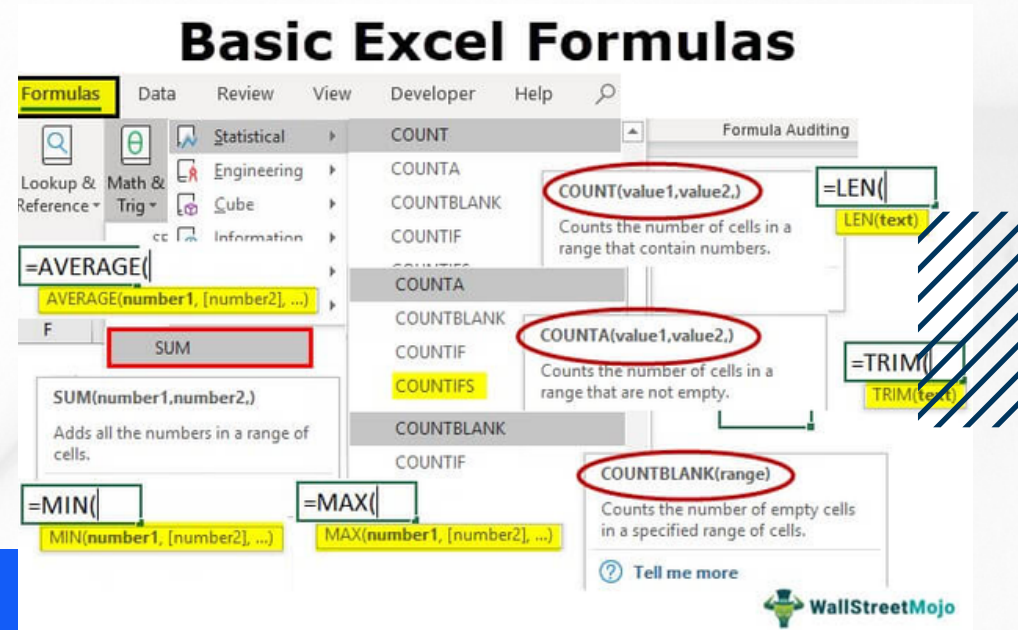 Basic Excel Formulas
Formulas Data Review View Developer Help
Statistical
COUNT
Formula Auditing
Lookup & Reference
Math & Trig
Engineering
Cube
Information
COUNTA
COUNTBLANK
COUNTIF
COUNT(value1,value2,)
Counts the number of cells in a
range that contain numbers.
=LEN(
LEN(text)
=AVERAGE(
AVERAGE(number1, [number2], ...)
F
SUM
SUM(number1,number2,)
Adds all the numbers in a range of
cells.
COUNTA
COUNTBLANK
COUNTIF
COUNTIFS
COUNTA(value1,value2,)
Counts the number of cells in a
range that are not empty.
=TRIM(
TRIM(text)
COUNTBLANK
COUNTIF
COUNTBLANK(range)
Counts the number of empty cells
in a specified range of cells.
Tell me more
=MIN(
MIN(number1, [number2], ...)
=MAX(
MAX(number1, [number2], ...)
WallStreetMojo